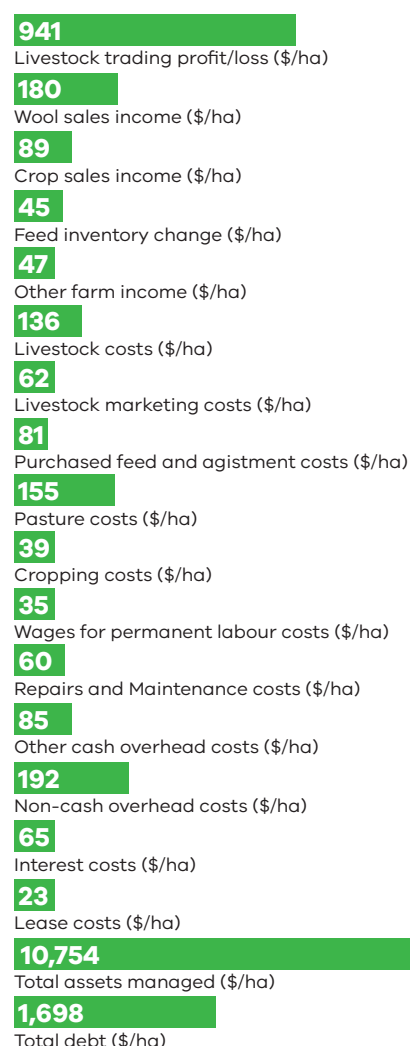 941
Livestock trading profit/loss ($/ha)
180
Wool sales income ($/ha)
89
Crop sales income ($/ha)
45
Feed inventory change ($/ha)
47
Other farm income ($/ha)
136
Livestock costs ($/ha)
62
Livestock marketing costs ($/ha)
81
Purchased feed and agistment costs ($/ha)
155
Pasture costs ($/ha)
39
Cropping costs ($/ha)
35
Wages for permanent labour costs ($/ha)
60
Repairs and Maintenance costs ($/ha)
85
Other cash overhead costs ($/ha)
192
Non-cash overhead costs ($/ha)
65
Interest costs ($/ha)
23
Lease costs ($/ha)
10,754
Total assets managed ($/ha)
1,698
Total debt ($/ha)